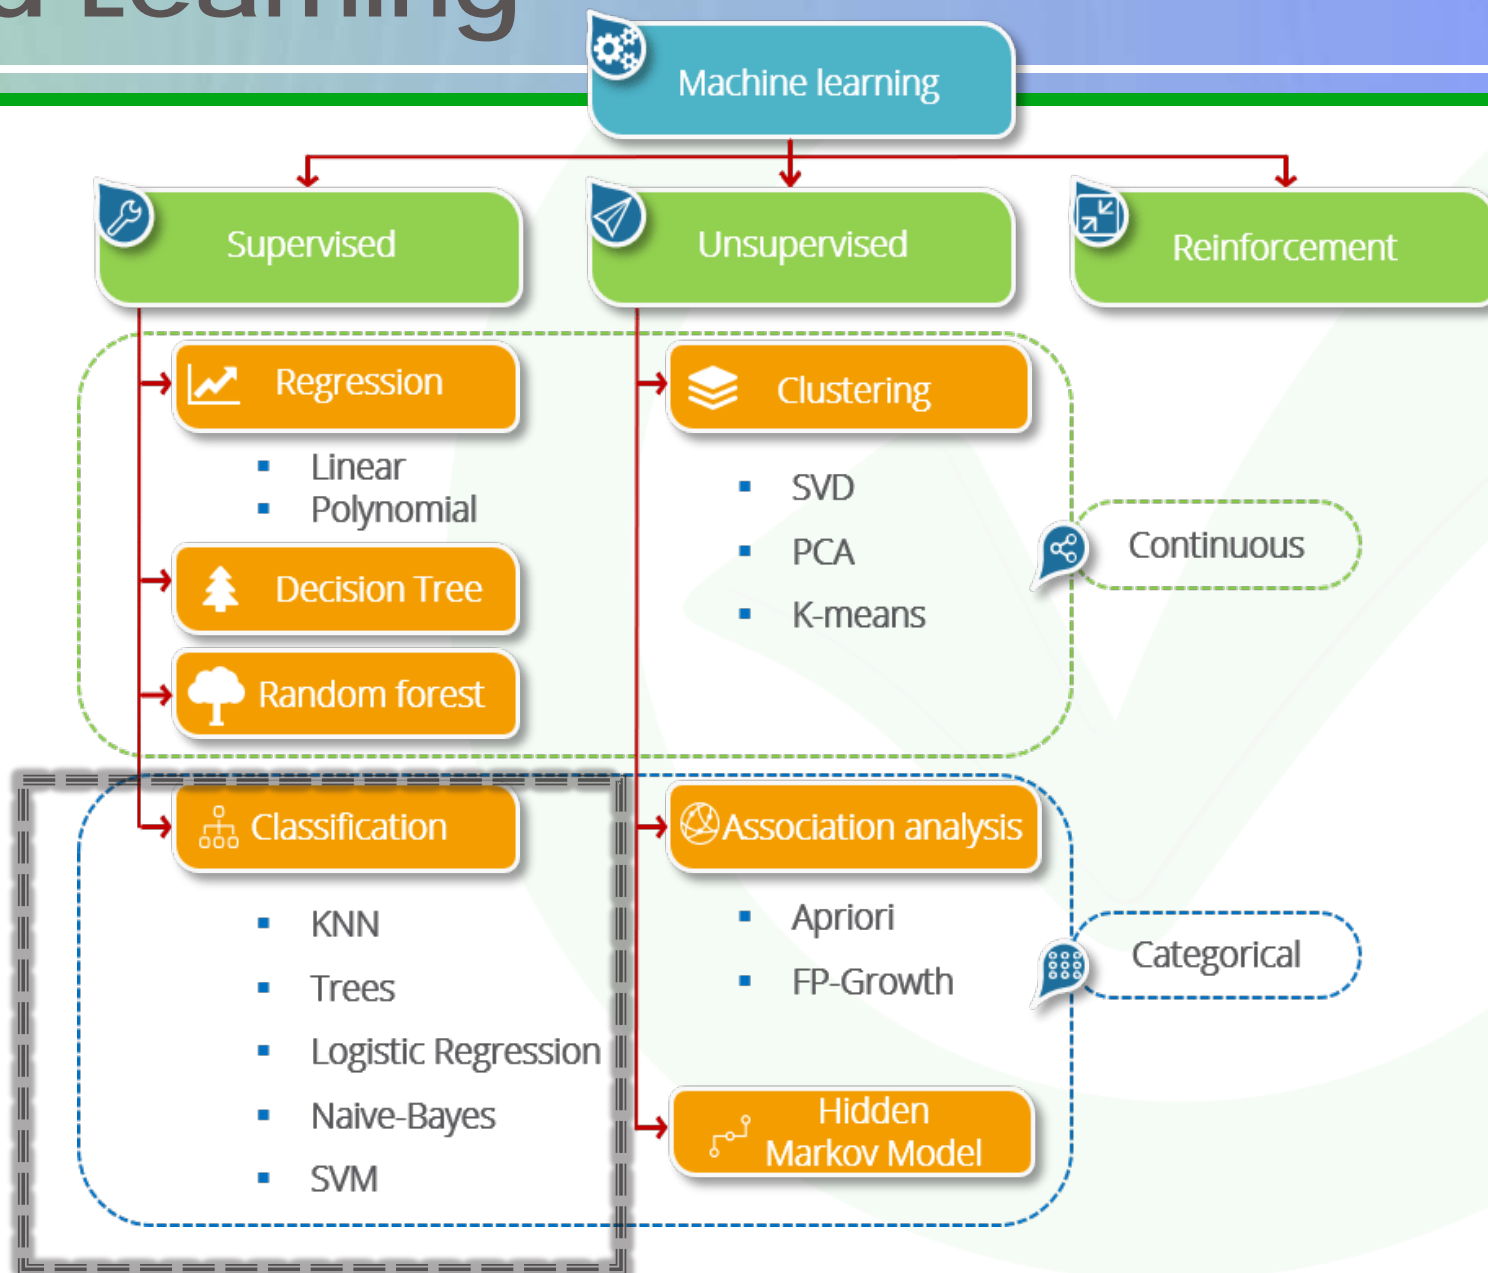 Learning
Machine learning
Supervised
Unsupervised
Reinforcement
Regression
Linear
Polynomial
Decision Tree
Random forest
Clustering
SVD
PCA
K-means
Continuous
Classification
KNN
Trees
Logistic Regression
Naive-Bayes
SVM
Association analysis
Apriori
FP-Growth
Hidden
Markov Model
Categorical